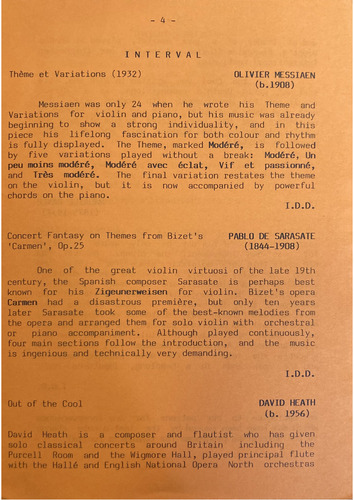 - 4 -
I N T E R V A L
Thème et Variations (1932) OLIVIER MESSIAEN
(b.1908)
Messiaen was only 24 when he wrote his Theme and
Variations for violin and piano, but his music was already
beginning to show a strong individuality, and in this
piece his lifelong fascination for both colour and rhythm
is fully displayed. The Theme, marked Modéré, is followed
by five variations played without a break: Modéré, Un
peu moins modéré, Modéré avec éclat, Vif et passionné,
and Très modéré. The final variation restates the theme
on the violin, but it is now accompanied by powerful
chords on the piano.
I.D.D.
Concert Fantasy on Themes from Bizet's PABLO DE SARASATE
'Carmen', Op.25 (1844-1908)
One of the great violin virtuosi of the late 19th
century, the Spanish composer Sarasate is perhaps best
known for his Zigeunerweisen for violin. Bizet's opera
Carmen had a disastrous première, but only ten years
later Sarasate took some of the best-known melodies from
the opera and arranged them for solo violin with orchestral
or piano accompaniment. Although played continuously,
four main sections follow the introduction, and the music
is ingenious and technically very demanding.
I.D.D.
Out of the Cool DAVID HEATH
(b. 1956)
David Heath is a composer and flautist who has given
solo classical concerts around Britain including the
Purcell Room and the Wigmore Hall, played principal flute
with the Hallé and English National Opera North orchestras